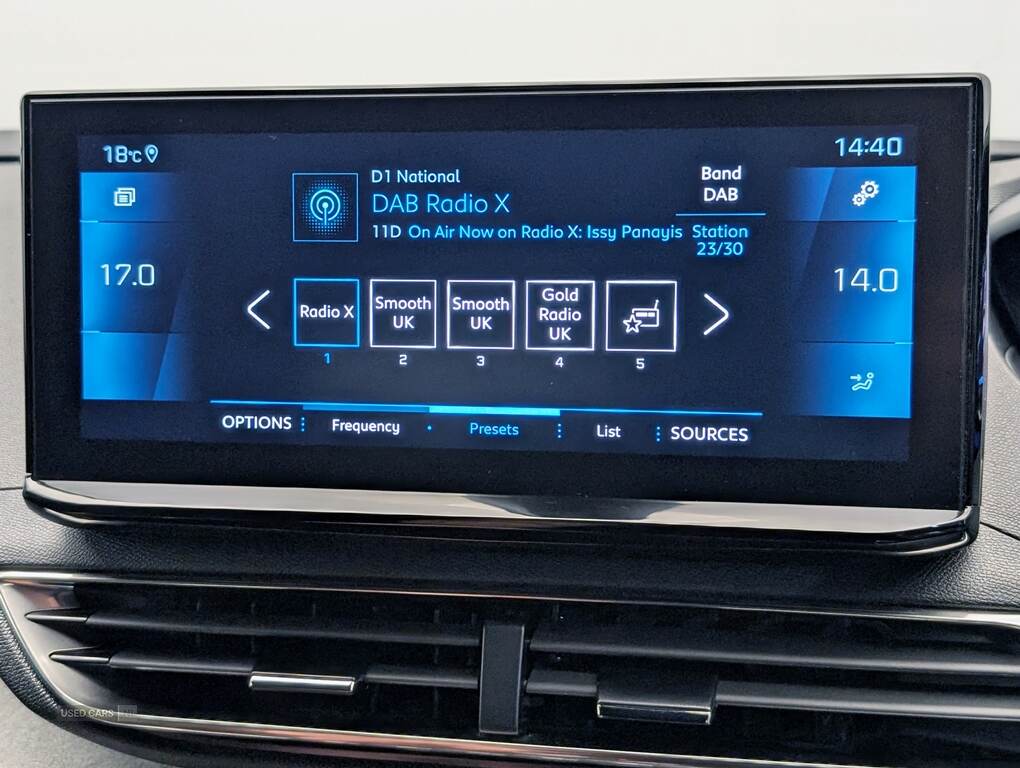 18°C
14:40
D1 National
DAB Radio X
11D On Air Now on Radio X: Issy Panayis
Band
DAB
Station
23/30
17.0
14.0
Radio X
Smooth
UK
Smooth
UK
Gold
Radio
UK
1
2
3
4
5
OPTIONS
Frequency
Presets
List
SOURCES
USED CARS